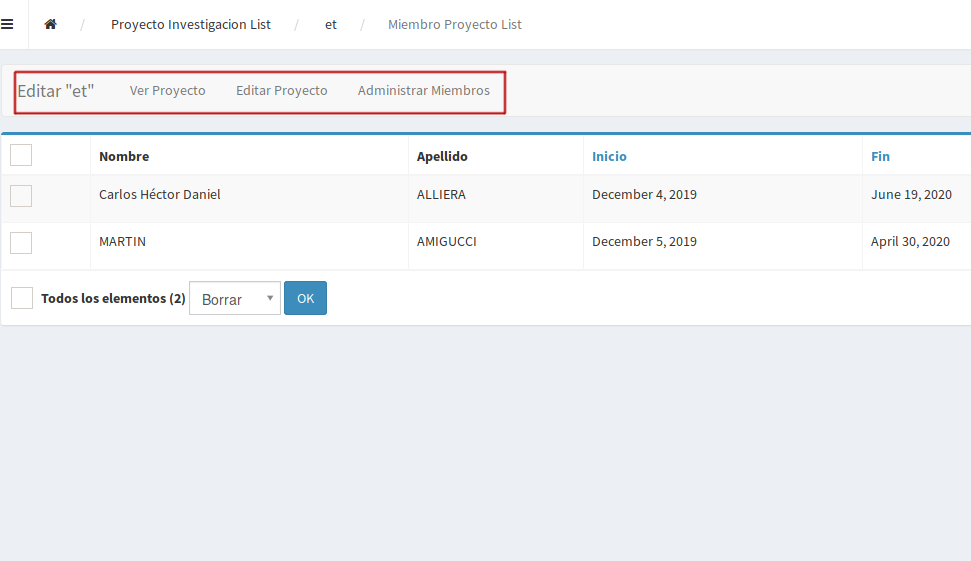 / Proyecto Investigacion List / et / Miembro Proyecto List
Editar "et" Ver Proyecto Editar Proyecto Administrar Miembros
Nombre Apellido Inicio Fin
Carlos Héctor Daniel ALLIERA December 4, 2019 June 19, 2020
MARTIN AMIGUCCI December 5, 2019 April 30, 2020
Todos los elementos (2) Borrar OK